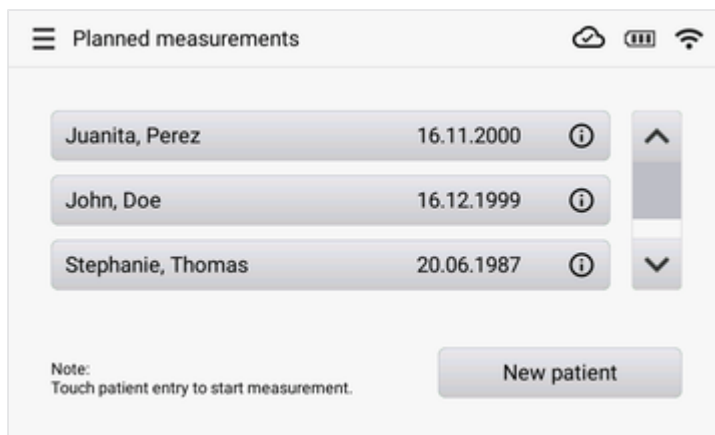 Planned measurements
Juanita, Perez 16.11.2000
John, Doe 16.12.1999
Stephanie, Thomas 20.06.1987
Note:
Touch patient entry to start measurement.
New patient